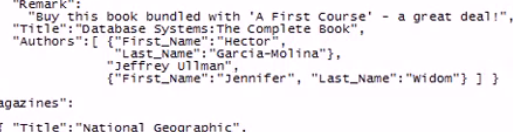 "Remark":
"Buy this book bundled with 'A First Course' - a great deal!",
"Title":"Database Systems:The Complete Book",
"Authors":[ {"First_Name":"Hector",
"Last_Name":"Garcia-Molina"},
"Jeffrey Ullman",
{"First_Name":"Jennifer", "Last_Name":"Widom"} ] }
agazines":
[ "Title":"National Geographic",